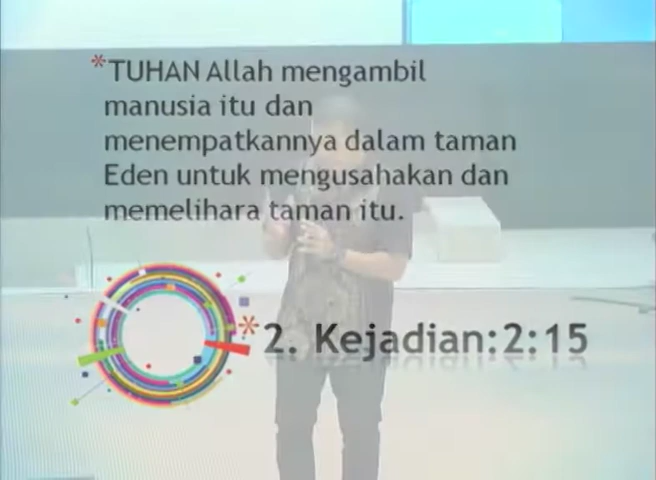 *TUHAN Allah mengambil
manusia itu dan
menempatkannya dalam taman
Eden untuk mengusahakan dan
memelihara taman itu.
*2. Kejadian:2:15